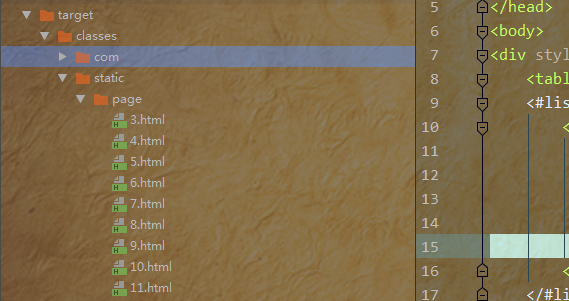 target
classes
com
static
page
3.html
4.html
5.html
6.html
7.html
8.html
9.html
10.html
11.html
5 </head>
6 <body>
7 <div sty
8 <tabl
9 <#lis
10 <
11
12
13
14
15
16 <
17 </#li